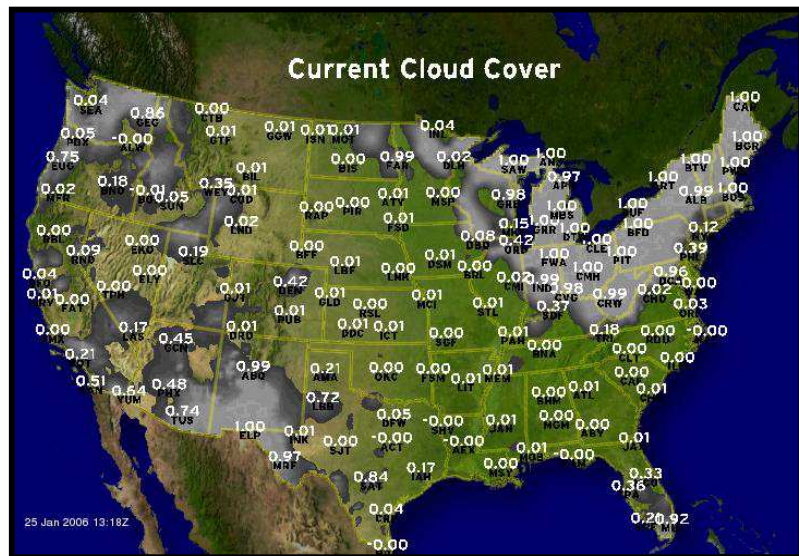 Current Cloud Cover
0.04
SEA
0.86
GEG
0.00
CTB
0.01
GTF
0.01
GGW
0.01
ISN
0.01
MOT
0.04
INL
1.00
CAR
0.05
PDX
-0.00
ALW
0.75
EUG
0.01
BIL
0.00
BIS
0.99
FAR
0.02
DLH
1.00
SAW
1.00
0.97
1.00
BTV
1.00
BGR
1.00
ART
0.99
ALB
1.00
BOS
0.02
MFR
0.18
-0.01
0.05
SUN
0.35
WEY
0.01
COD
0.00
RAP
0.00
PIR
0.01
ATY
0.00
MSP
0.98
GRB
1.00
MBS
0.02
LND
0.01
FSD
0.15
0.42
ORD
0.08
DBQ
1.00
GRR
1.00
1.00
CLE
1.00
BUF
1.00
BFD
0.12
0.39
PHL
0.00
0.09
RNO
0.00
EKO
0.19
SLC
0.00
BFF
0.01
LBF
0.00
LNK
0.01
DSM
0.00
1.00
FWA
1.00
CMH
1.00
PIT
0.96
DCA
-0.00
0.04
0.01
0.00
FAT
0.00
TPH
0.00
ELY
0.01
GJT
0.42
DEN
0.01
GLD
0.00
RSL
0.01
MCI
0.01
STL
0.02
CMI
0.99
IND
0.98
CVG
0.37
SDF
0.99
CRW
0.02
CHO
0.03
ORF
0.00
0.17
LAS
0.45
GCN
0.01
DRO
0.01
PUB
0.00
DDC
0.01
ICT
0.00
SGF
0.01
PAH
0.00
BNA
0.18
TRI
0.00
RDU
-0.00
0.21
0.51
0.64
YUM
0.48
PHX
0.74
TUS
0.99
ABQ
0.21
AMA
0.72
LBB
0.00
OKC
0.00
FSM
0.01
LIT
0.01
MEM
0.00
BHM
0.01
ATL
0.00
CLT
0.00
CAE
0.00
0.01
1.00
ELP
0.97
MRF
0.01
INK
0.00
SJT
0.05
DFW
-0.00
ACT
-0.00
SHV
-0.00
AEX
0.01
JAN
0.00
MGM
0.00
ABY
0.01
JAX
0.84
SAT
0.17
IAH
0.00
MSY
0.01
MOB
-0.00
0.33
0.36
0.92
0.04
-0.00
25 Jan 2006 13:18Z